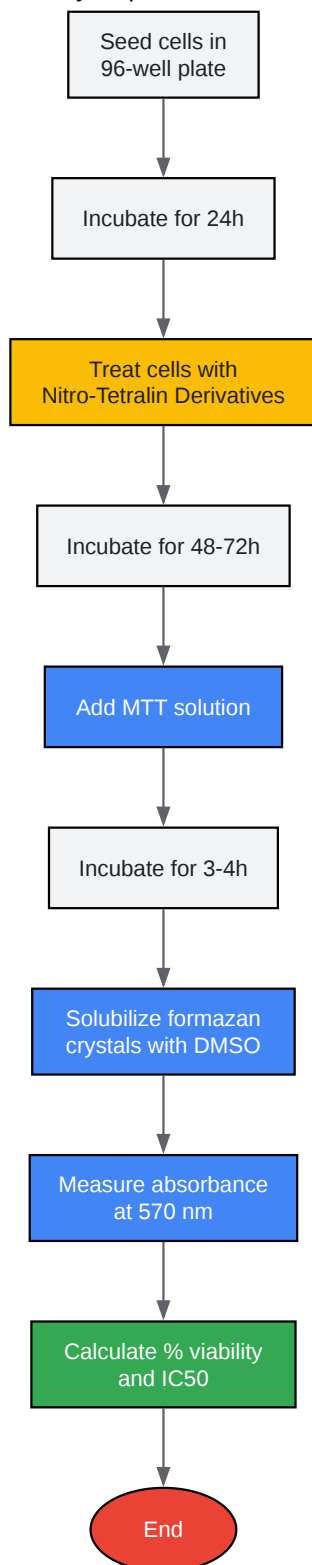 Seed cells in
96-well plate
Incubate for 24h
Treat cells with
Nitro-Tetralin Derivatives
Incubate for 48-72h
Add MTT solution
Incubate for 3-4h
Solubilize formazan
crystals with DMSO
Measure absorbance
at 570 nm
Calculate % viability
and IC50
End